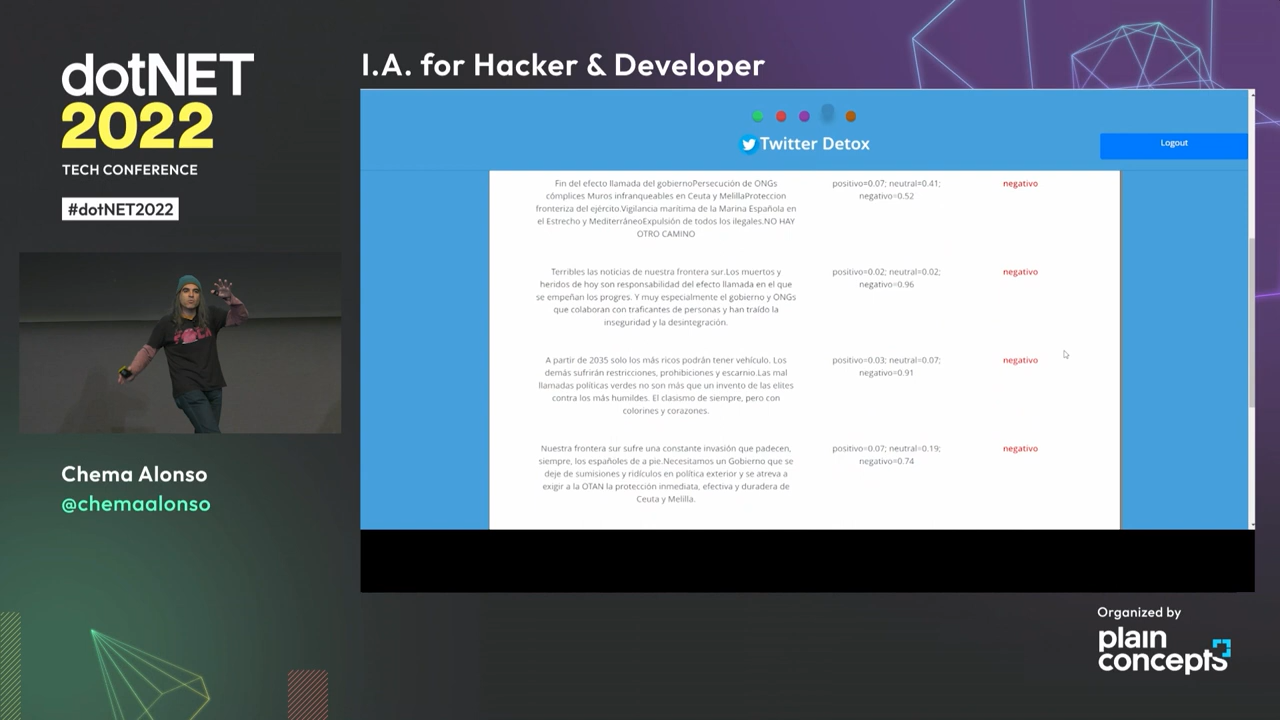 dotNET
2022
TECH CONFERENCE
#dotNET2022
I.A. for Hacker & Developer
Twitter Detox
Logout
Fin del efecto llamada del gobiernoPersecución de ONGs
cómplices Muros infranqueables en Ceuta y MelillaProteccion
fronteriza del ejército.Vigilancia marítima de la Marina Española en
el Estrecho y MediterráneoExpulsión de todos los ilegales.NO HAY
OTRO CAMINO
positivo=0.07; neutral=0.41;
negativo=0.52
negativo
Terribles las noticias de nuestra frontera sur.Los muertos y
heridos de hoy son responsabilidad del efecto llamada en el que
se empeñan los progres. Y muy especialmente el gobierno y ONGs
que colaboran con traficantes de personas y han traído la
inseguridad y la desintegración.
positivo=0.02; neutral=0.02;
negativo=0.96
negativo
A partir de 2035 solo los más ricos podrán tener vehículo. Los
demás sufrirán restricciones, prohibiciones y escarnio.Las mal
llamadas políticas verdes no son más que un invento de las elites
contra los más humildes. El clasismo de siempre, pero con
colorines y corazones.
positivo=0.03; neutral=0.07;
negativo=0.91
negativo
Nuestra frontera sur sufre una constante invasión que padecen,
siempre, los españoles de a pie.Necesitamos un Gobierno que se
deje de sumisiones y ridículos en política exterior y se atreva a
exigir a la OTAN la protección inmediata, efectiva y duradera de
Ceuta y Melilla.
positivo=0.07; neutral=0.19;
negativo=0.74
negativo
Chema Alonso
@chemaalonso
Organized by
plain
concepts